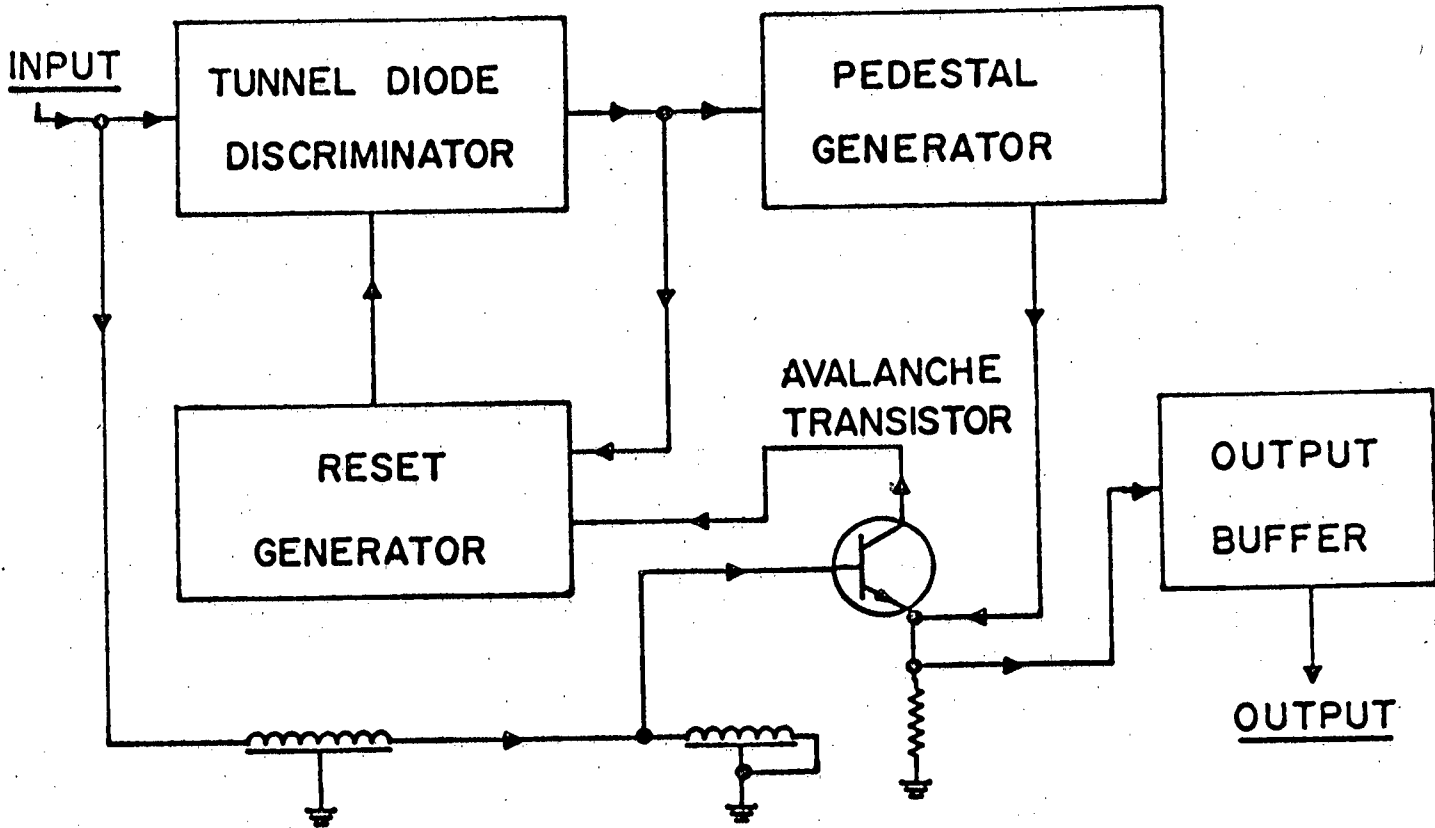 INPUT
TUNNEL DIODE
DISCRIMINATOR
PEDESTAL
GENERATOR
AVALANCHE
TRANSISTOR
RESET
GENERATOR
OUTPUT
BUFFER
OUTPUT